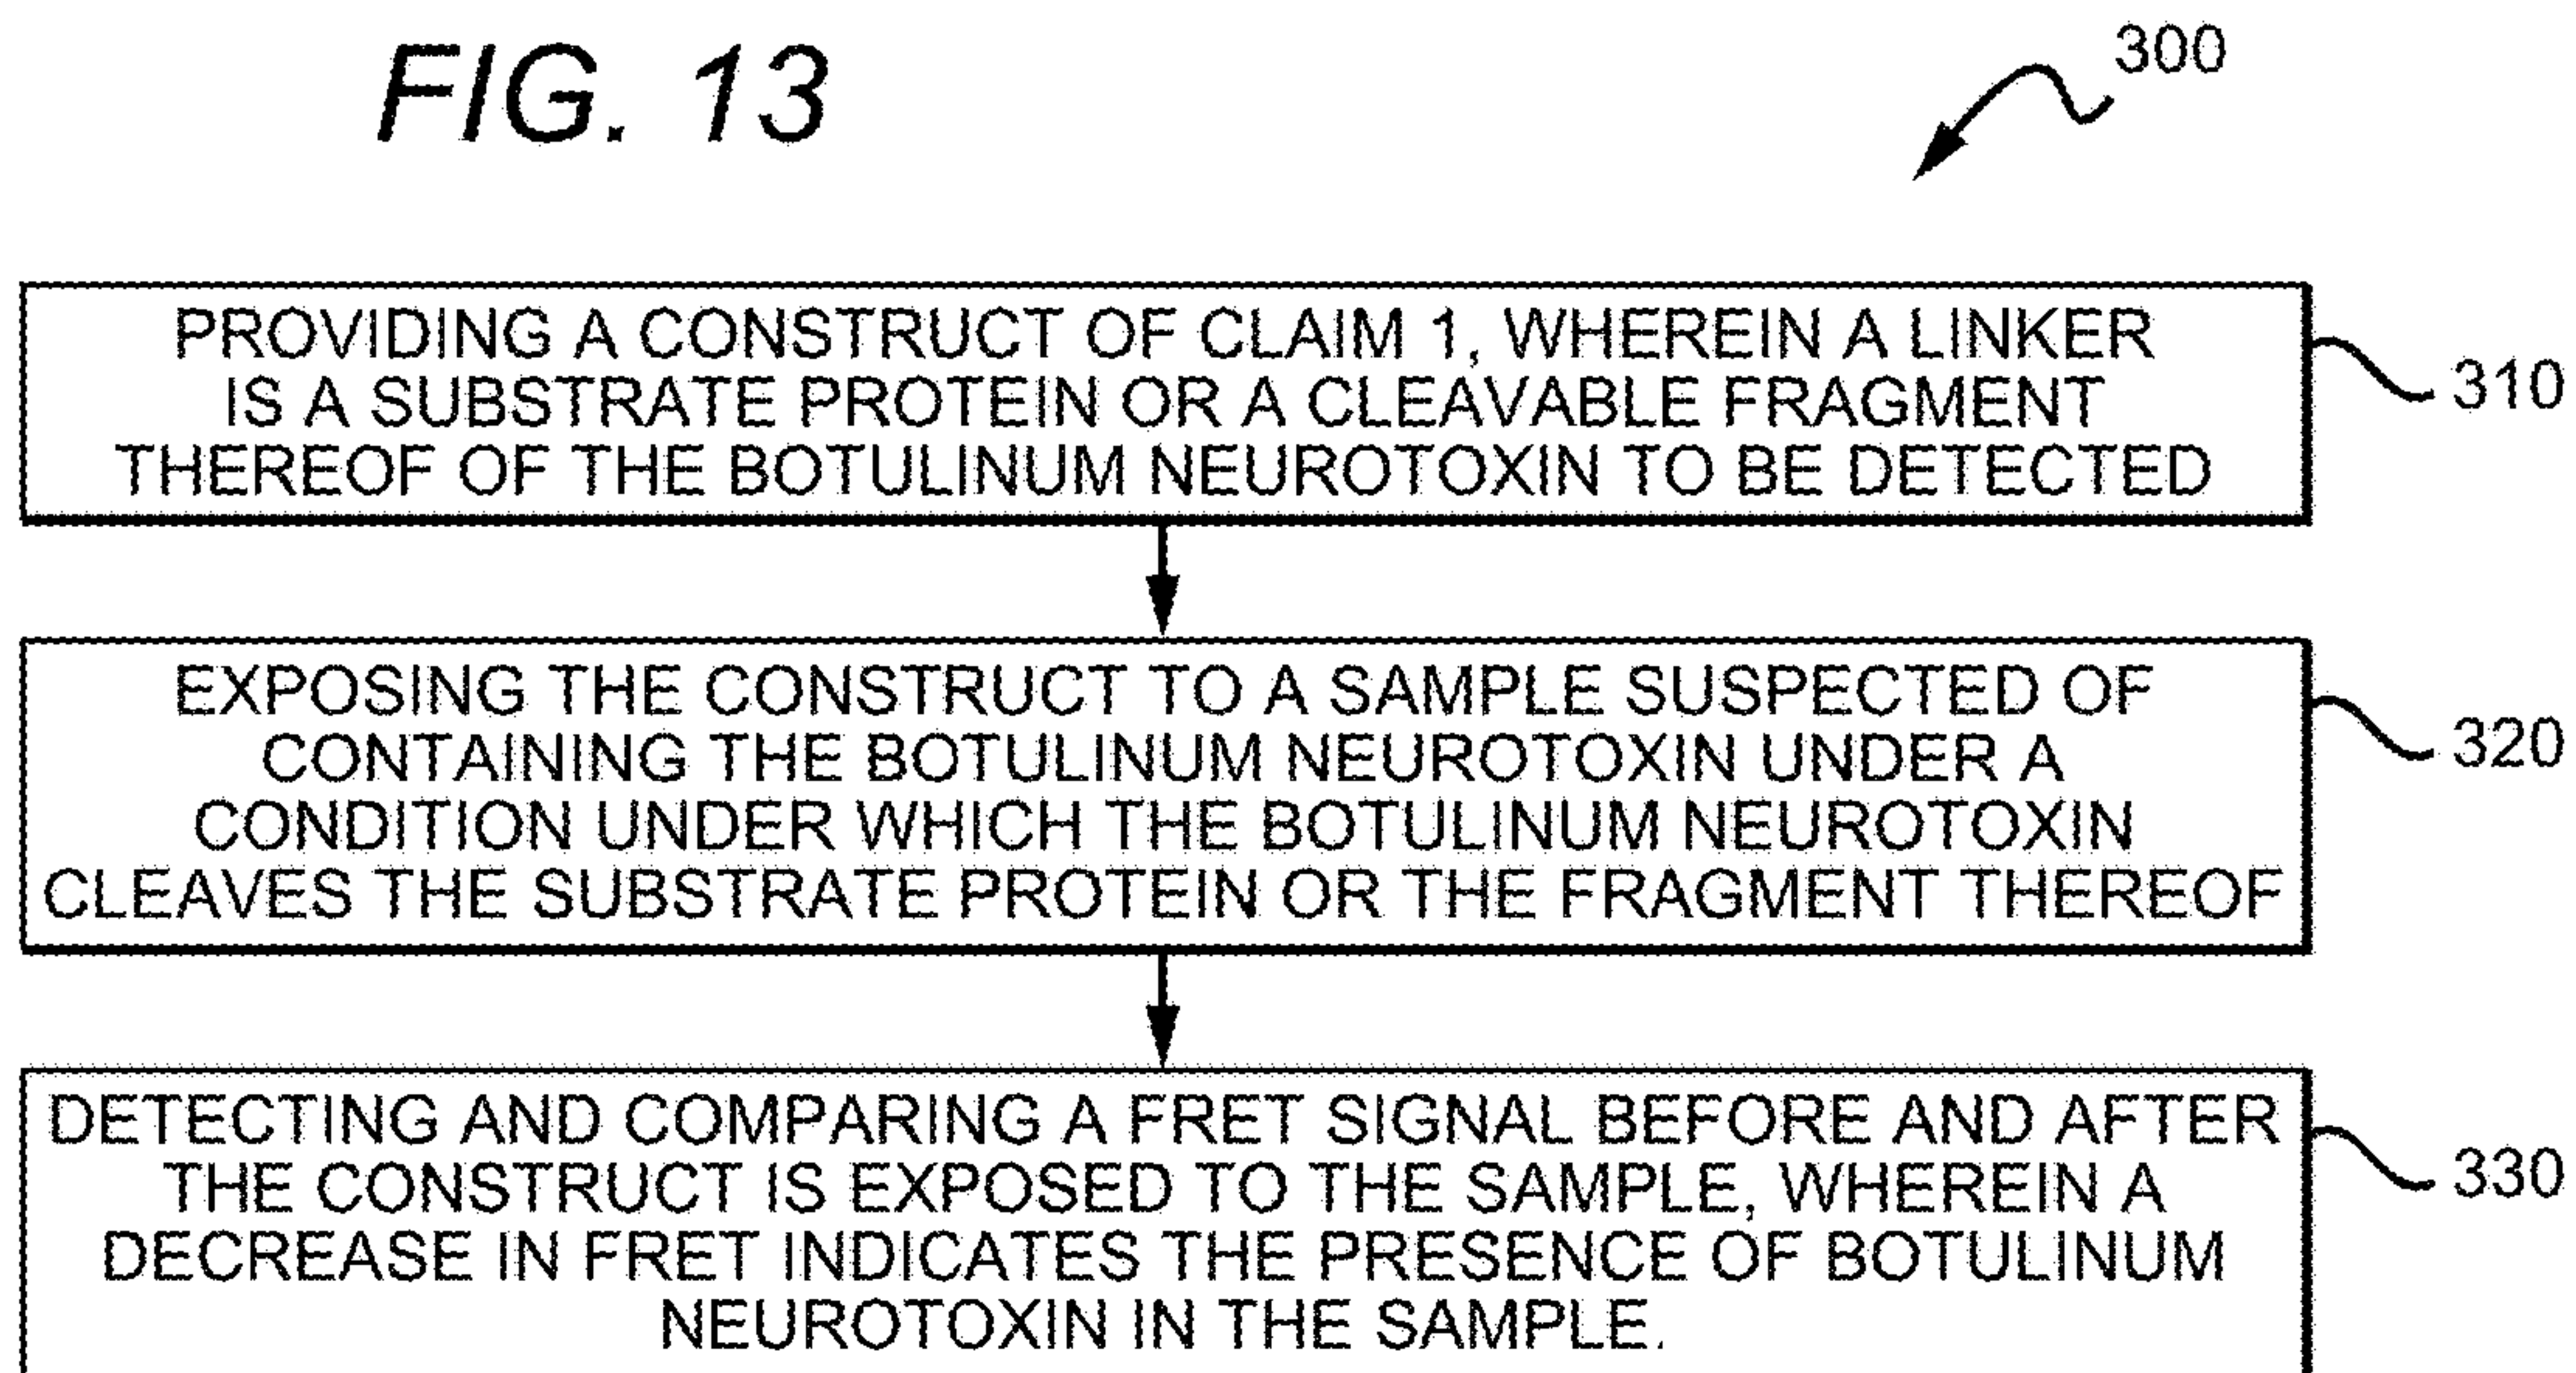 FIG. 13
300
PROVIDING A CONSTRUCT OF CLAIM 1, WHEREIN A LINKER
IS A SUBSTRATE PROTEIN OR A CLEAVABLE FRAGMENT
THEREOF OF THE BOTULINUM NEUROTOXIN TO BE DETECTED
310
EXPOSING THE CONSTRUCT TO A SAMPLE SUSPECTED OF
CONTAINING THE BOTULINUM NEUROTOXIN UNDER A
CONDITION UNDER WHICH THE BOTULINUM NEUROTOXIN
CLEAVES THE SUBSTRATE PROTEIN OR THE FRAGMENT THEREOF
320
DETECTING AND COMPARING A FRET SIGNAL BEFORE AND AFTER
THE CONSTRUCT IS EXPOSED TO THE SAMPLE, WHEREIN A
DECREASE IN FRET INDICATES THE PRESENCE OF BOTULINUM
NEUROTOXIN IN THE SAMPLE.
330